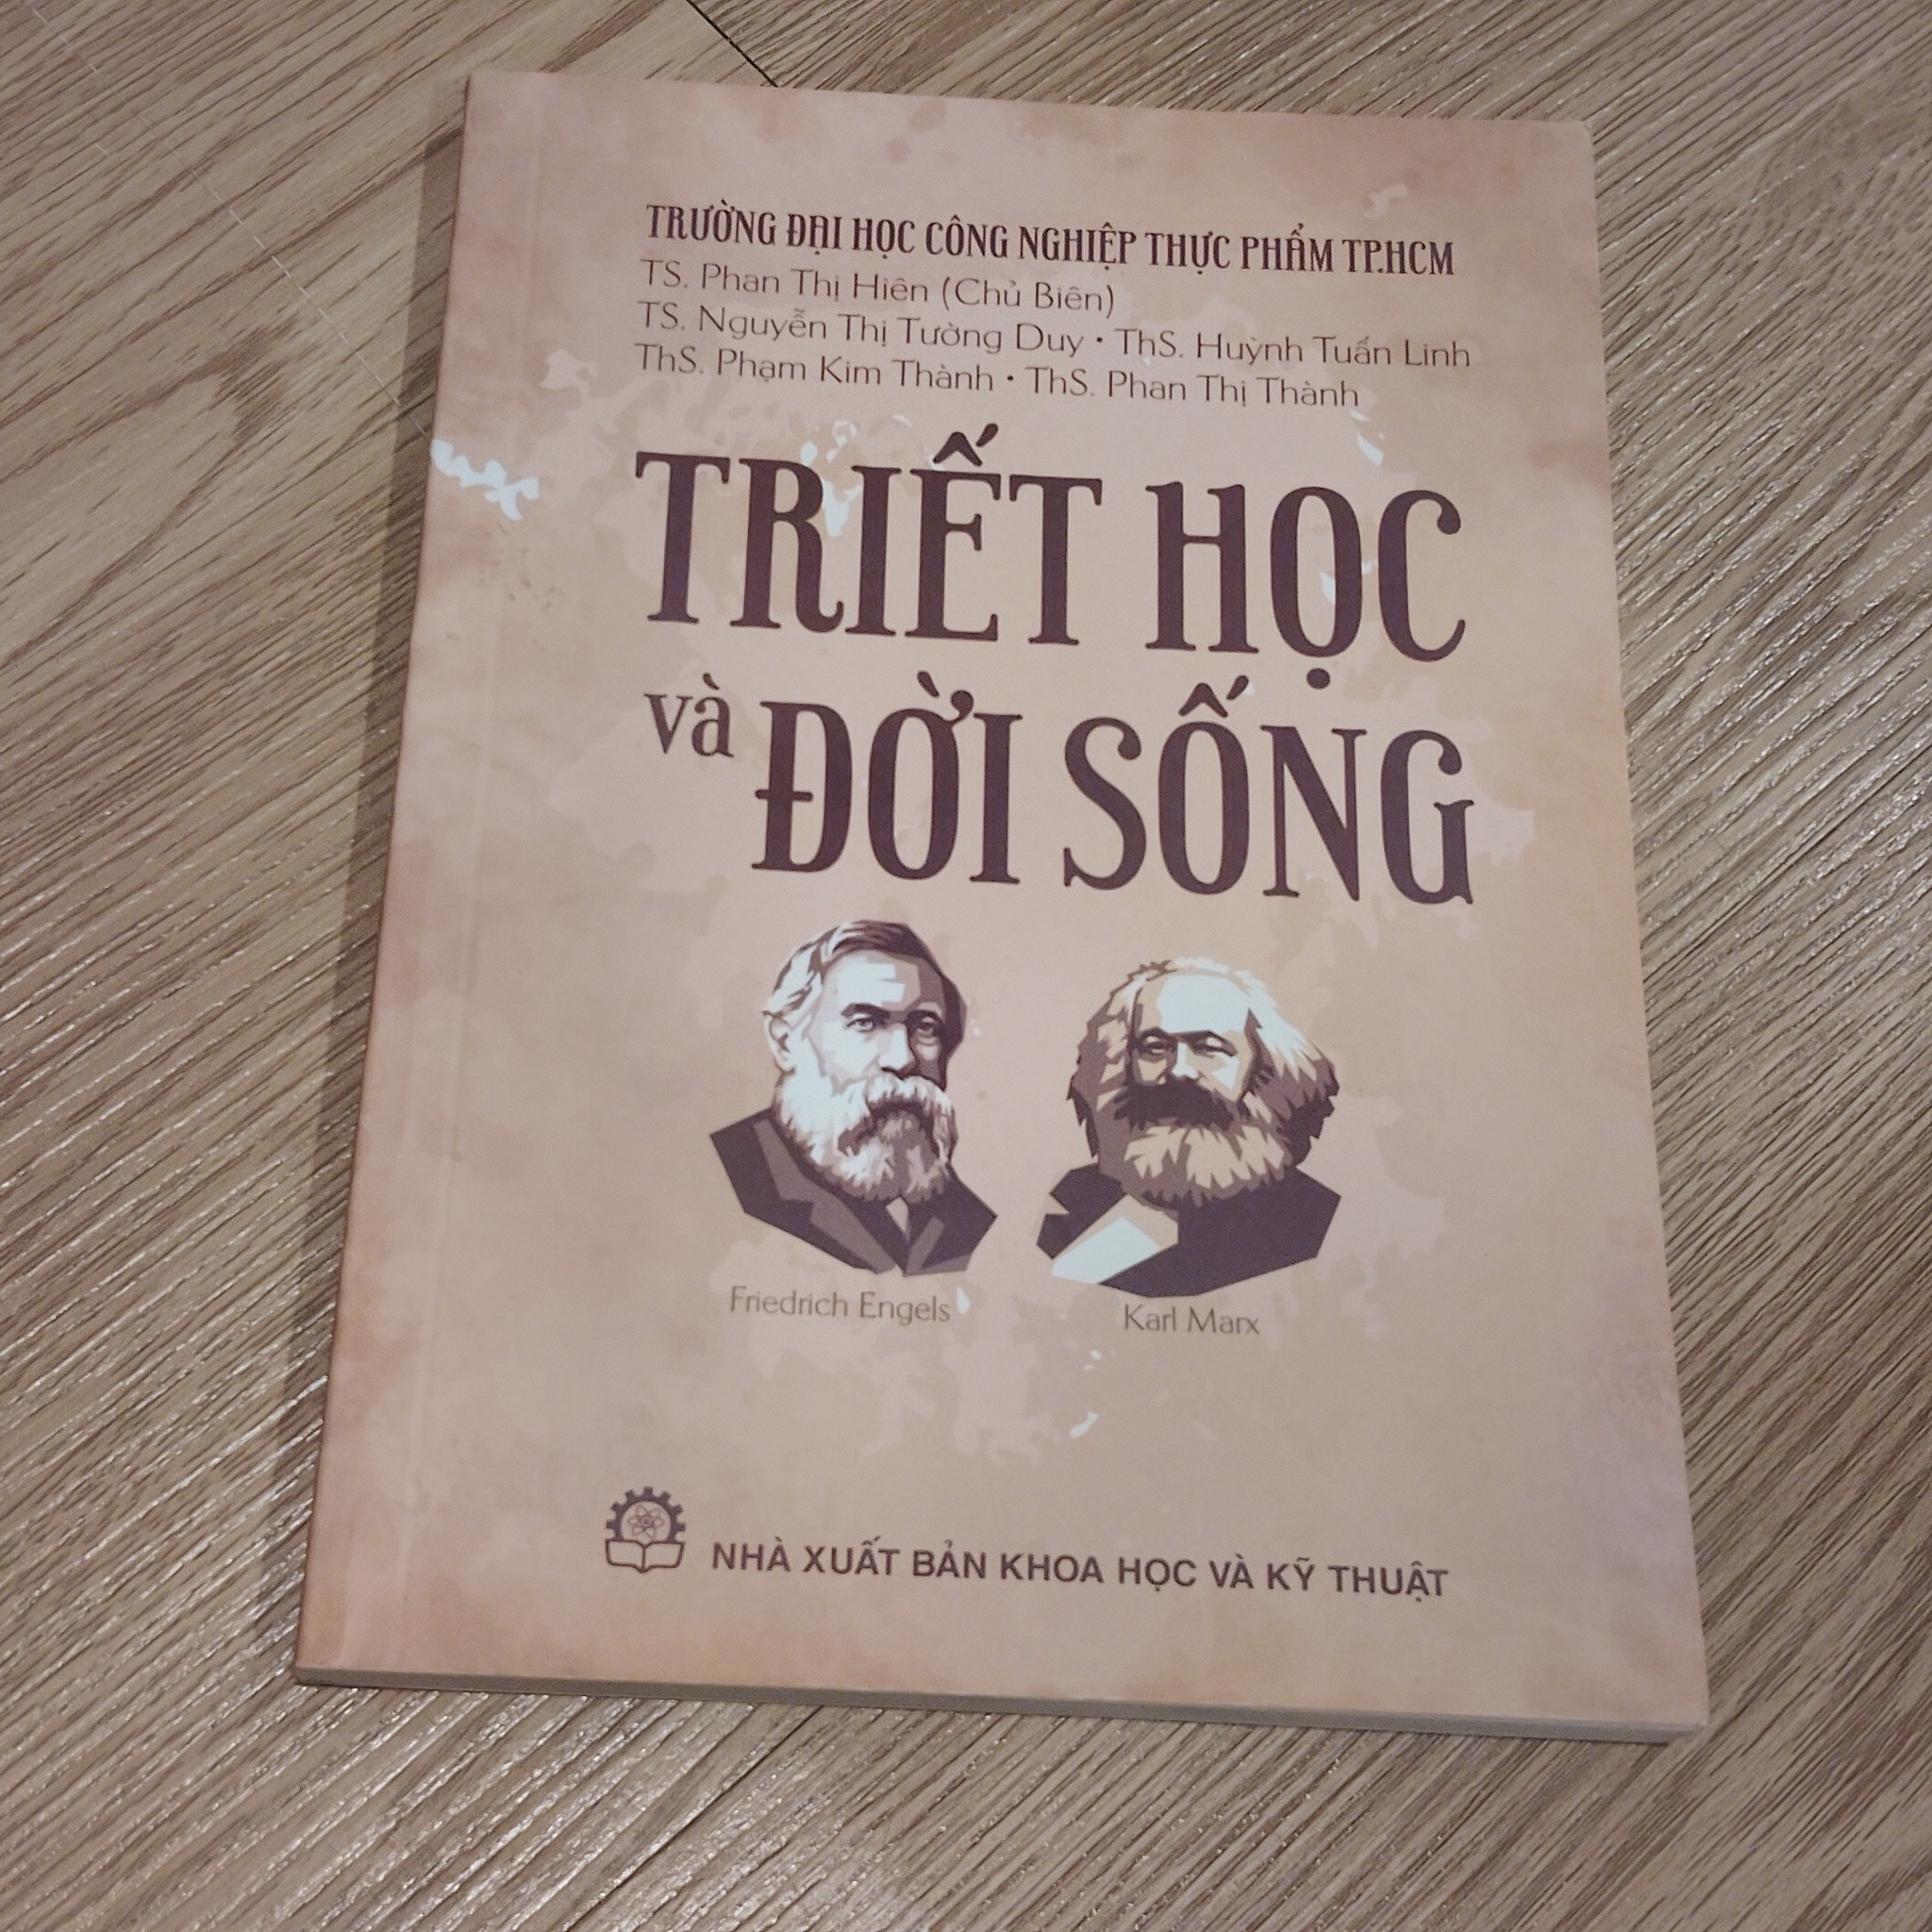 TRƯỜNG ĐẠI HỌC CÔNG NGHIỆP THỰC PHẨM TP.HCM
TS. Phan Thị Hiên (Chủ Biên)
TS. Nguyễn Thị Tường Duy • ThS. Huỳnh Tuấn Linh
ThS. Phạm Kim Thành • ThS. Phan Thị Thành
TRIẾT HỌC
và ĐỜI SỐNG
Friedrich Engels
Karl Marx
NHÀ XUẤT BẢN KHOA HỌC VÀ KỸ THUẬT